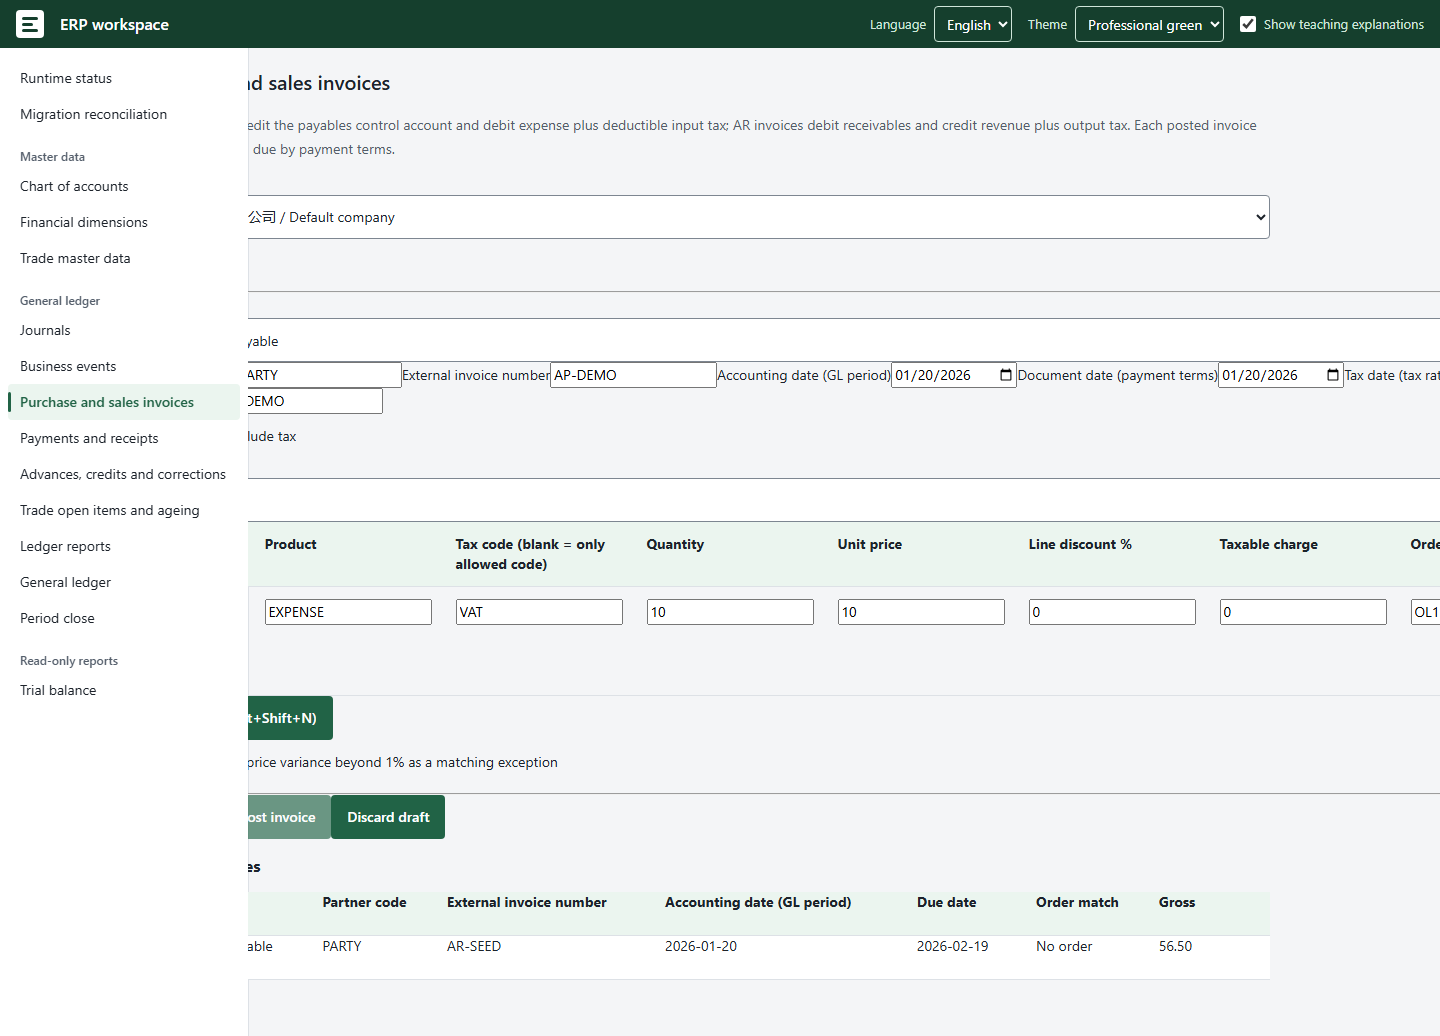 ERP workspace
Language English Theme Professional green Show teaching explanations
Runtime status
Migration reconciliation
Master data
Chart of accounts
Financial dimensions
Trade master data
General ledger
Journals
Business events
Purchase and sales invoices
Payments and receipts
Advances, credits and corrections
Trade open items and ageing
Ledger reports
General ledger
Period close
Read-only reports
Trial balance
nd sales invoices
edit the payables control account and debit expense plus deductible input tax; AR invoices debit receivables and credit revenue plus output tax. Each posted invoice
due by payment terms.
公司 / Default company
yable
ARTY External invoice number AP-DEMO Accounting date (GL period) 01/20/2026 Document date (payment terms) 01/20/2026 Tax date (tax rat
DEMO
lude tax
Product Tax code (blank = only allowed code) Quantity Unit price Line discount % Taxable charge Orde
EXPENSE VAT 10 10 0 0 OL1
t+Shift+N)
price variance beyond 1% as a matching exception
ost invoice Discard draft
es
Partner code External invoice number Accounting date (GL period) Due date Order match Gross
able PARTY AR-SEED 2026-01-20 2026-02-19 No order 56.50